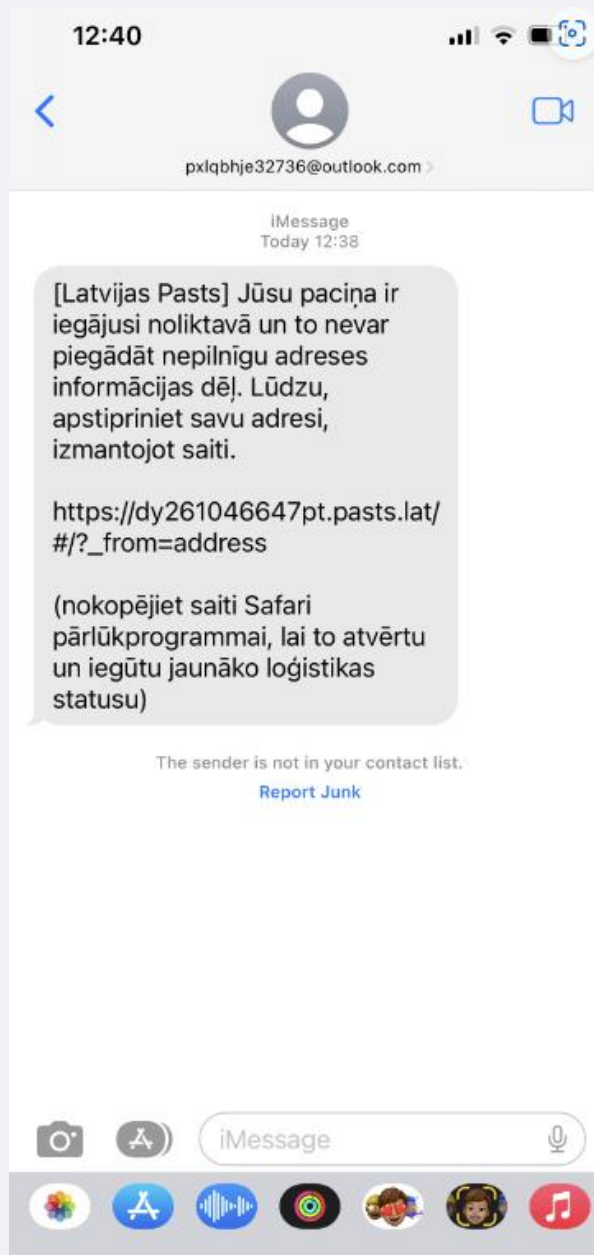 12:40
pxlqbhje32736@outlook.com
iMessage
Today 12:38
[Latvijas Pasts] Jūsu paciņa ir
iegājusi noliktavā un to nevar
piegādāt nepilnīgu adreses
informācijas dēļ. Lūdzu,
apstipriniet savu adresi,
izmantojot saiti.
https://dy261046647pt.pasts.lat/
#/?_from=address
(nokopējiet saiti Safari
pārlūkprogrammai, lai to atvērtu
un iegūtu jaunāko loģistikas
statusu)
The sender is not in your contact list.
Report Junk
iMessage